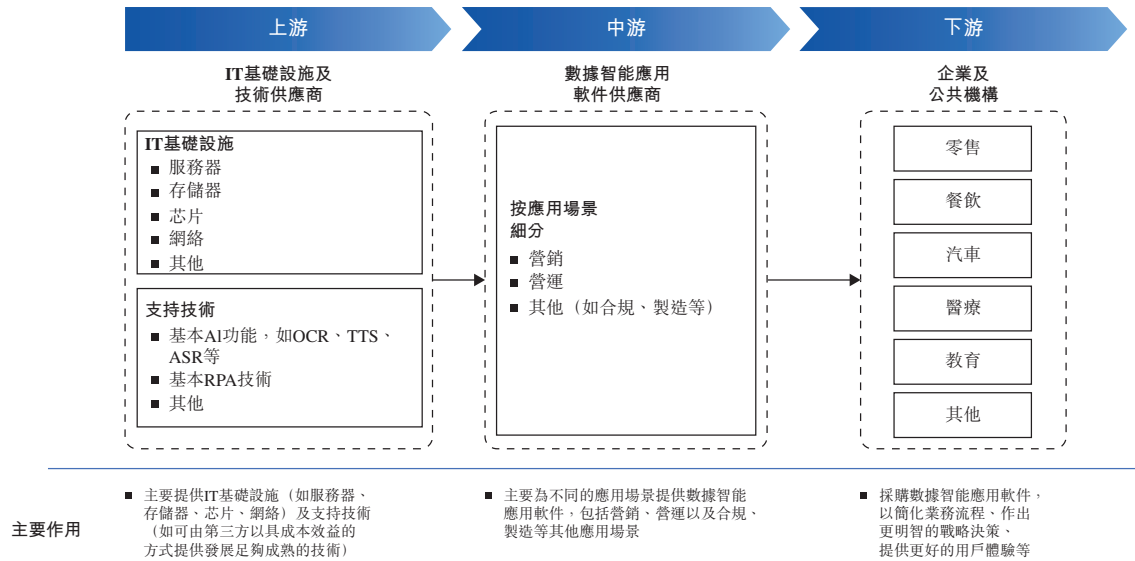 上游
中游
下游
IT基礎設施及
技術供應商
數據智能應用
軟件供應商
企業及
公共機構
IT基礎設施
■ 服務器
■ 存儲器
■ 芯片
■ 網絡
■ 其他
支持技術
■ 基本AI功能，如OCR、TTS、
ASR等
■ 基本RPA技術
■ 其他
按應用場景
細分
■ 營銷
■ 營運
■ 其他（如合規、製造等）
零售
餐飲
汽車
醫療
教育
其他
主要作用
■ 主要提供IT基礎設施（如服務器、
存儲器、芯片、網絡）及支持技術
（如可由第三方以具成本效益的
方式提供發展足夠成熟的技術）
■ 主要為不同的應用場景提供數據智能
應用軟件，包括營銷、營運以及合規、
製造等其他應用場景
■ 採購數據智能應用軟件，
以簡化業務流程、作出
更明智的戰略決策、
提供更好的用戶體驗等